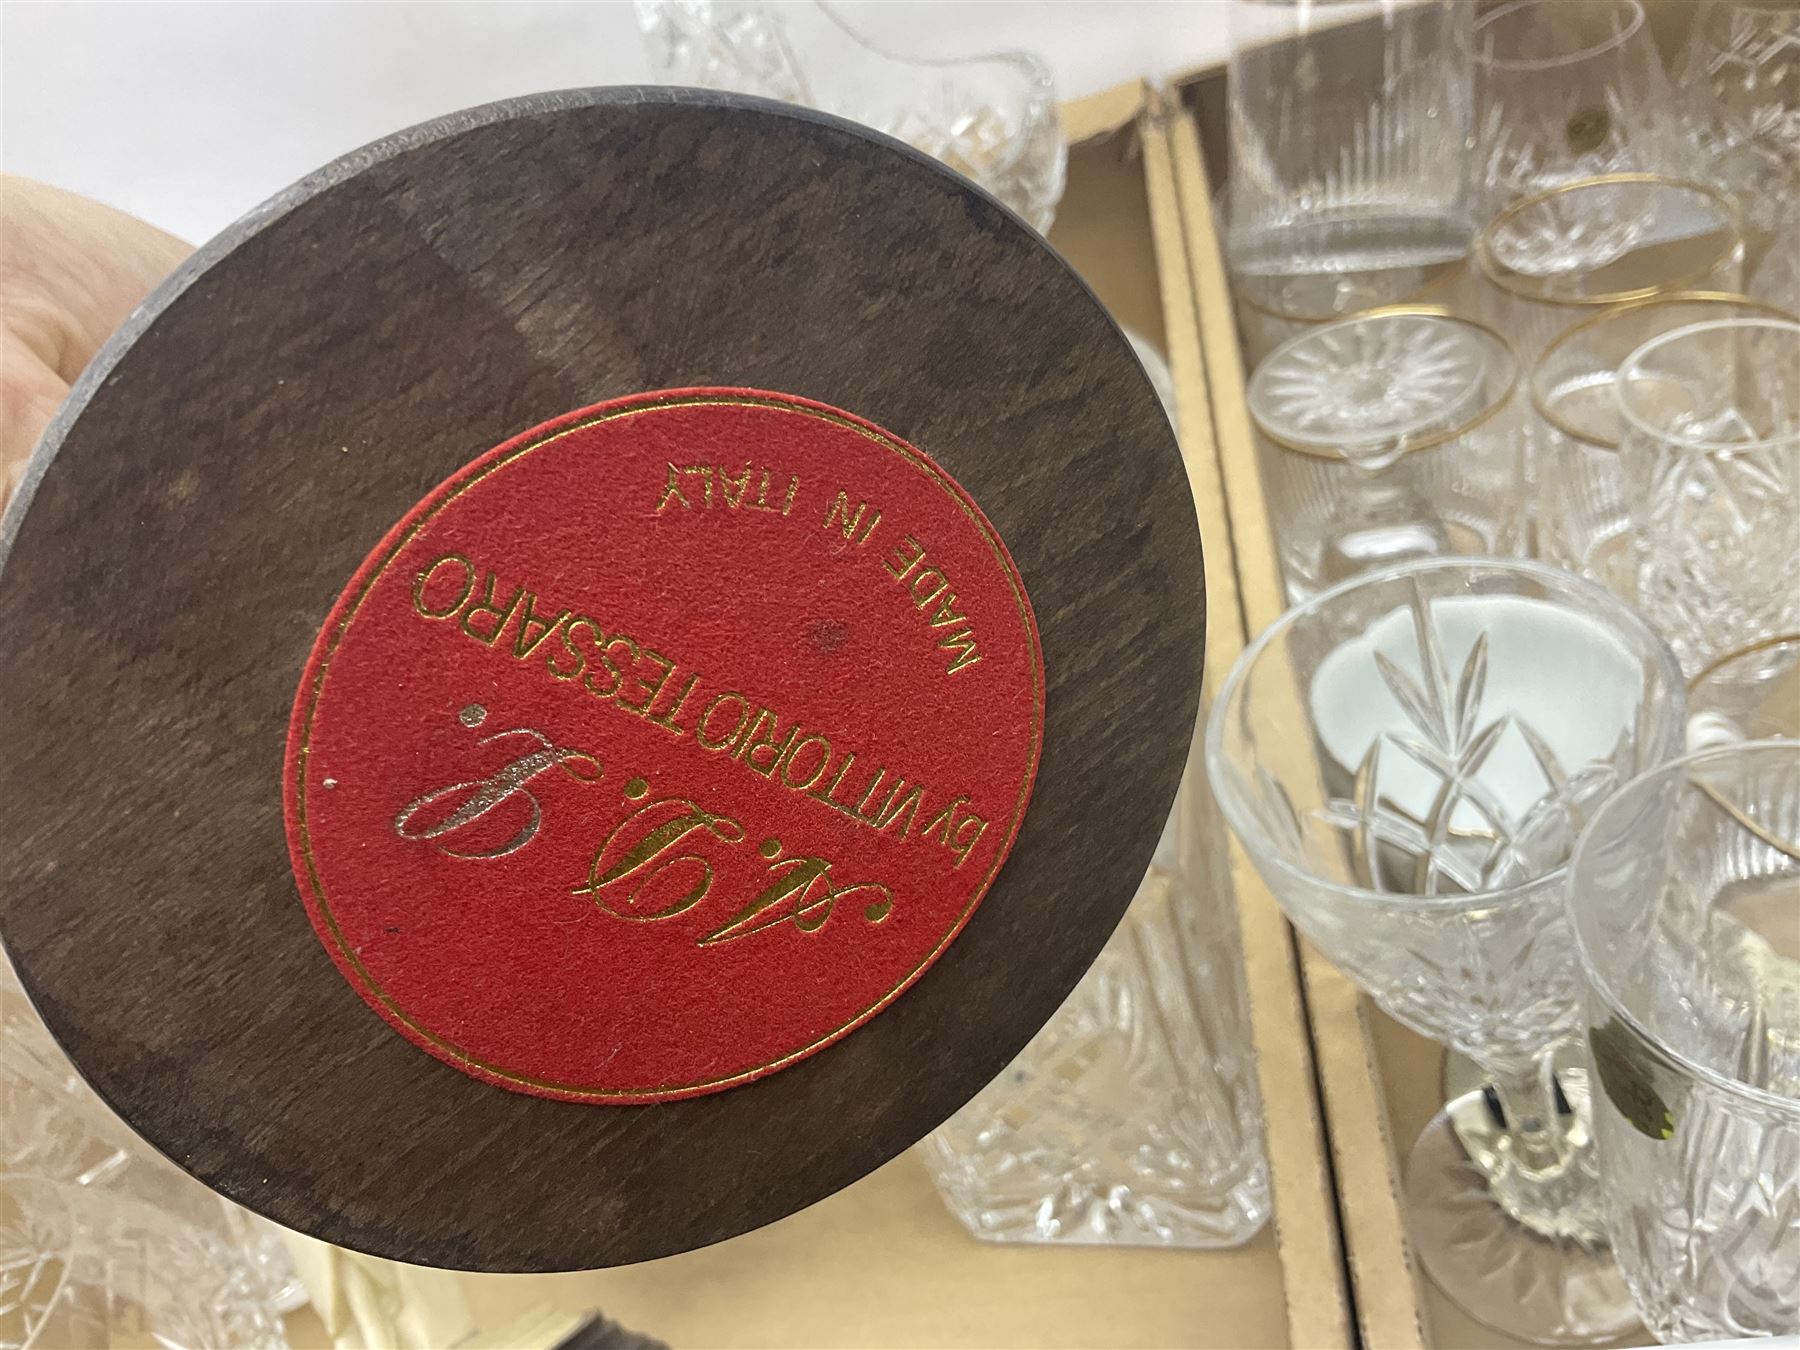 A. D. L.
by VITTORIO TESSARO
MADE IN ITALY